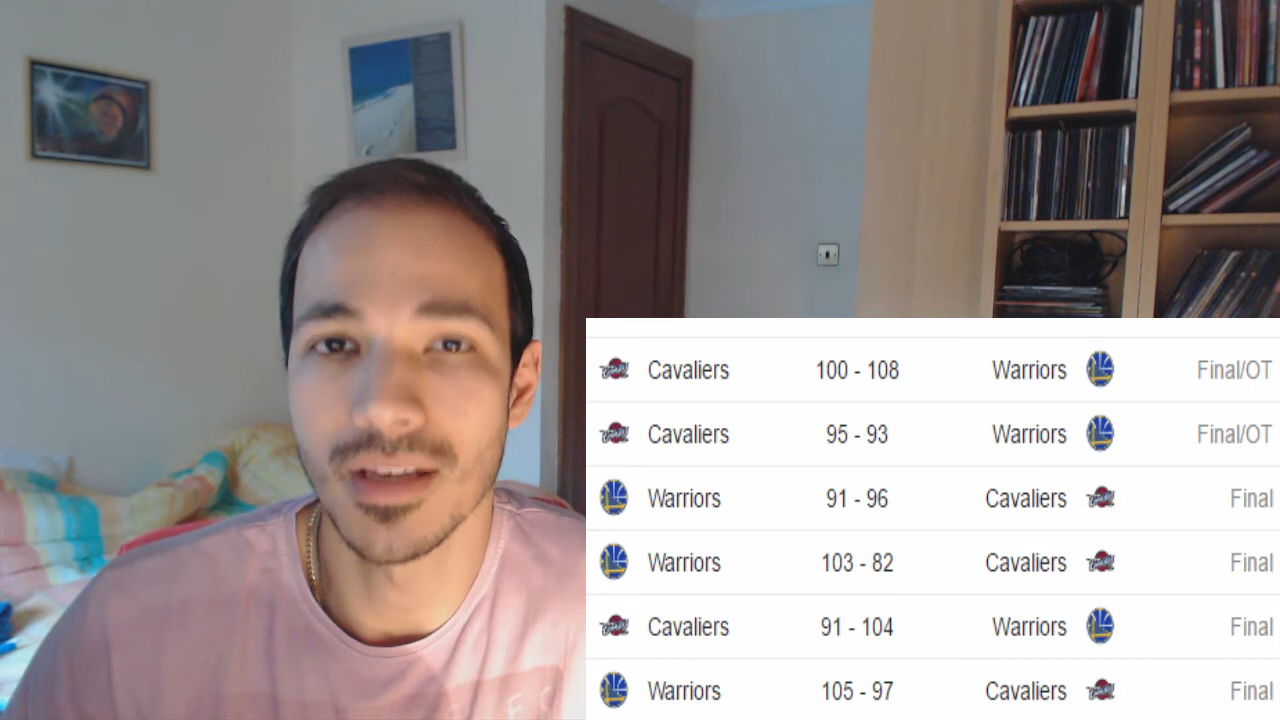 Cavaliers 100 - 108 Warriors Final/OT
Cavaliers 95 - 93 Warriors Final/OT
Warriors 91 - 96 Cavaliers Final
Warriors 103 - 82 Cavaliers Final
Cavaliers 91 - 104 Warriors Final
Warriors 105 - 97 Cavaliers Final